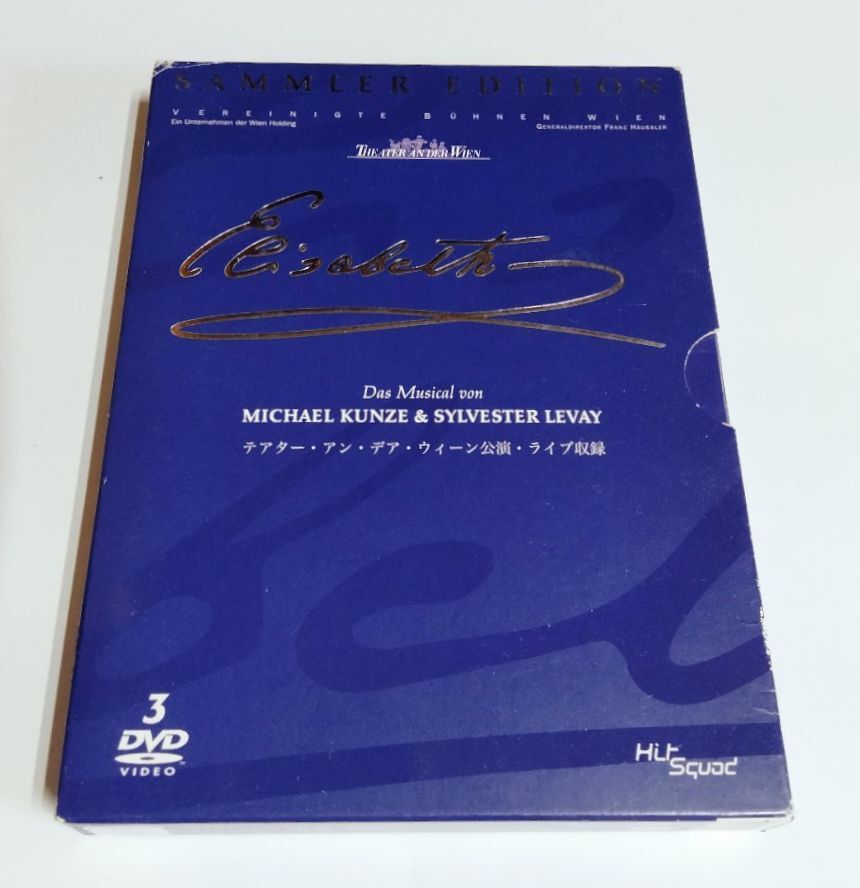 SAMMLER EDITION
VEREINIGTE BÜHNEN WIEN
Ein Unternehmen der Wien Holding
GENERALDIREKTOR FRANZ HÄUSSLER
THEATER AN DER WIEN
Elisabeth
Das Musical von
MICHAEL KUNZE & SYLVESTER LEVAY
テアター・アン・デア・ウィーン公演・ライブ収録
3
DVD
VIDEO
Hit
Squad